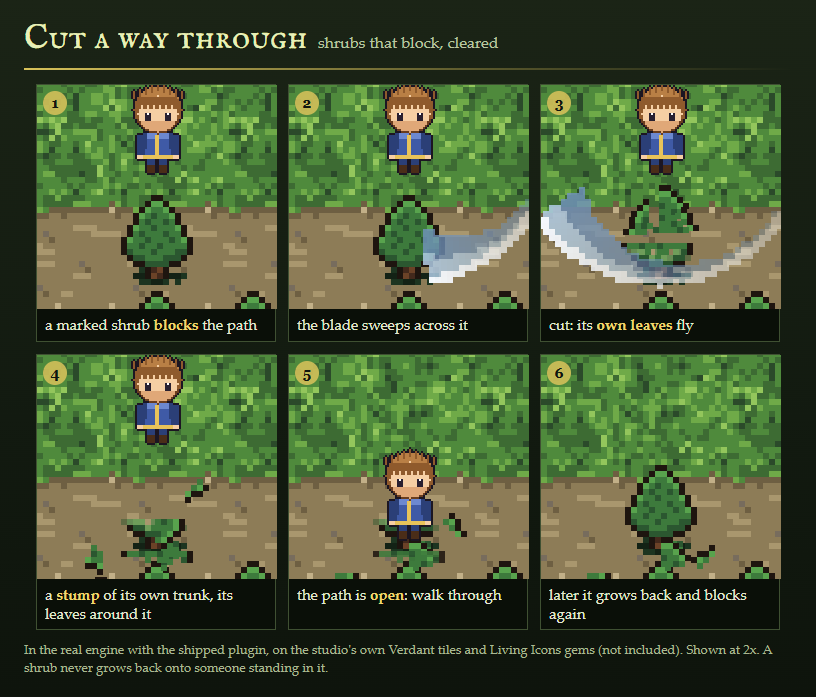 Cut a way through shrubs that block, cleared
1
2
3
a marked shrub blocks the path
the blade sweeps across it
cut: its own leaves fly
4
5
6
a stump of its own trunk, its
leaves around it
the path is open: walk through
later it grows back and blocks
again
In the real engine with the shipped plugin, on the studio's own Verdant tiles and Living Icons gems (not included). Shown at 2x. A
shrub never grows back onto someone standing in it.